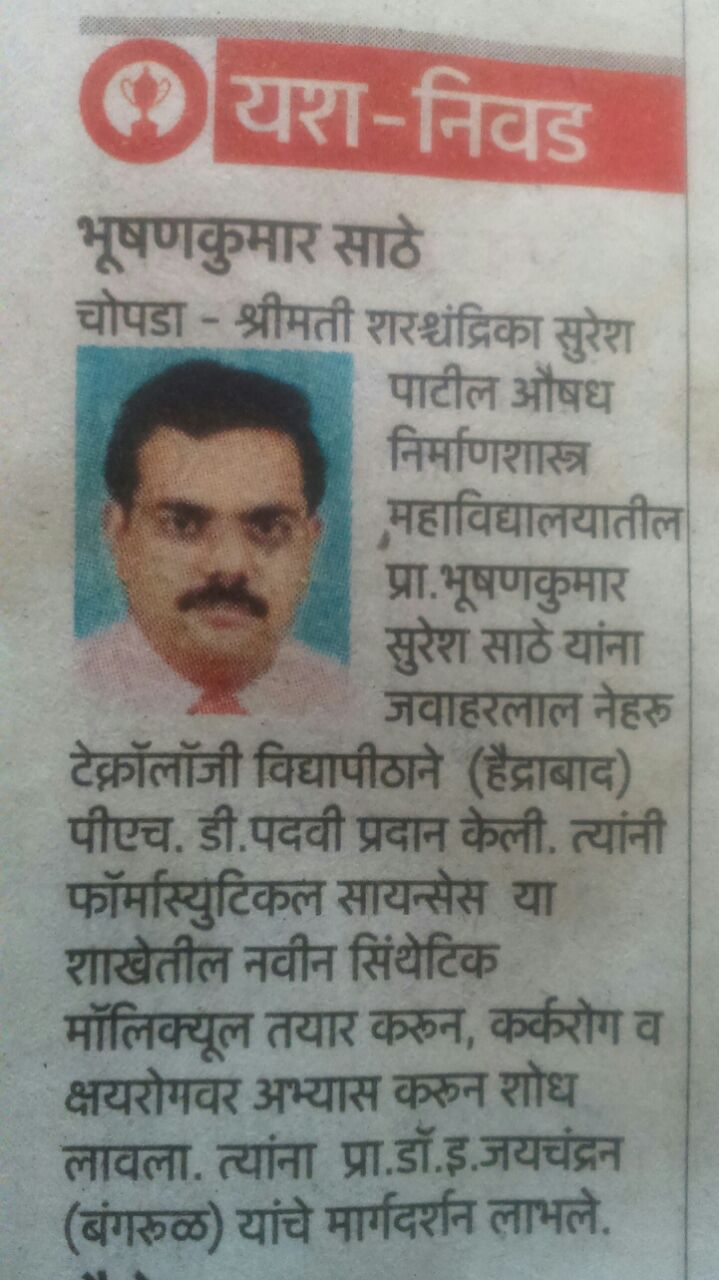 यश-निवड
भूषणकुमार साठे
चोपडा - श्रीमती शरश्चंद्रिका सुरेश
पाटील औषध
निर्माणशास्त्र
महाविद्यालयातील
प्रा.भूषणकुमार
सुरेश साठे यांना
जवाहरलाल नेहरू
टेक्नॉलॉजी विद्यापीठाने (हैद्राबाद)
पीएच. डी.पदवी प्रदान केली. त्यांनी
फॉर्मास्युटिकल सायन्सेस या
शाखेतील नवीन सिंथेटिक
मॉलिक्यूल तयार करून, कर्करोग व
क्षयरोगवर अभ्यास करून शोध
लावला. त्यांना प्रा.डॉ.इ.जयचंद्रन
(बंगरूळ) यांचे मार्गदर्शन लाभले.